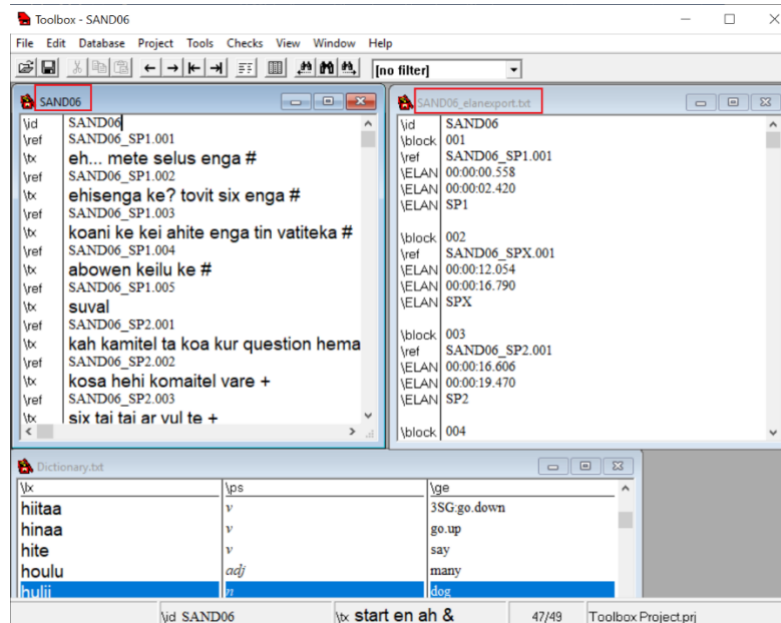 Toolbox - SAND06
File Edit Database Project Tools Checks View Window Help
[no filter]
SAND06
\id SAND06
\ref SAND06_SP1.001
\tx eh... mete selus enga #
\ref SAND06_SP1.002
\tx ehisenga ke? tovit six enga #
\ref SAND06_SP1.003
\tx koani ke kei ahite enga tin vatiteka #
\ref SAND06_SP1.004
\tx abowen keilu ke #
\ref SAND06_SP1.005
\tx suval
\ref SAND06_SP2.001
\tx kah kamitel ta koa kur question hema
\ref SAND06_SP2.002
\tx kosa hehi komaitel vare +
\ref SAND06_SP2.003
\tx six tai tai ar vul te +
SAND06_elanexport.txt
\id SAND06
\block 001
\ref SAND06_SP1.001
\ELAN 00:00:00.558
\ELAN 00:00:02.420
\ELAN SP1
\block 002
\ref SAND06_SPX.001
\ELAN 00:00:12.054
\ELAN 00:00:16.790
\ELAN SPX
\block 003
\ref SAND06_SP2.001
\ELAN 00:00:16.606
\ELAN 00:00:19.470
\ELAN SP2
\block 004
Dictionary.txt
\lx \ps \ge
hiitaa v 3SG:go.down
hinaa v go.up
hite v say
houlu adj many
hulii n dog
\id SAND06 \tx start en ah & 47/49 Toolbox Project.prj